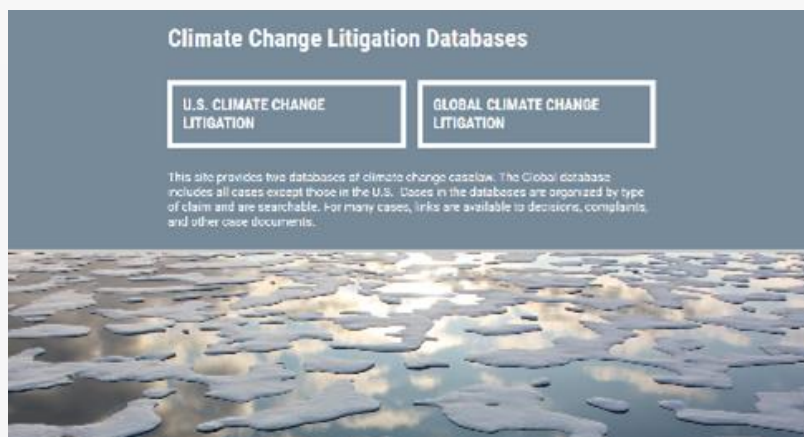 Climate Change Litigation Databases
U.S. CLIMATE CHANGE
LITIGATION
GLOBAL CLIMATE CHANGE
LITIGATION
This site provides two databases of climate change caselaw. The Global database
includes all cases except those in the U.S. Cases in the databases are organized by type
of claim and are searchable. For many cases, links are available to decisions, complaints,
and other case documents.